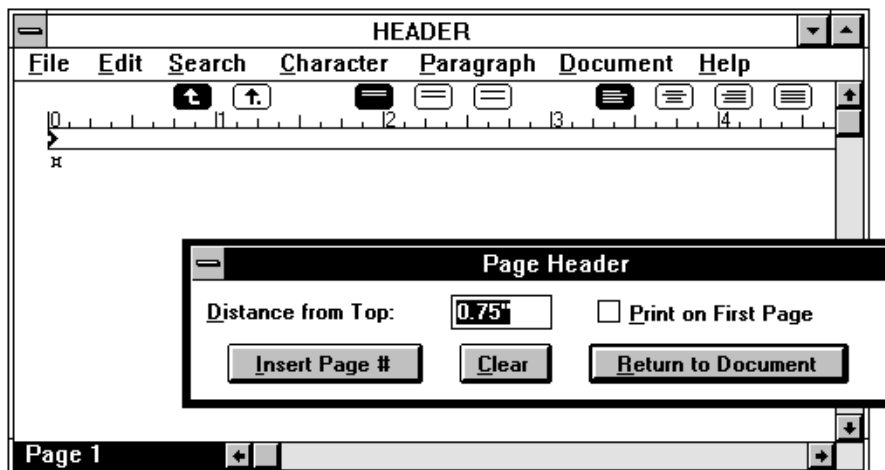 HEADER
File Edit Search Character Paragraph Document Help
0 1 2 3 4
¤
Page Header
Distance from Top: 0.75" Print on First Page
Insert Page # Clear Return to Document
Page 1